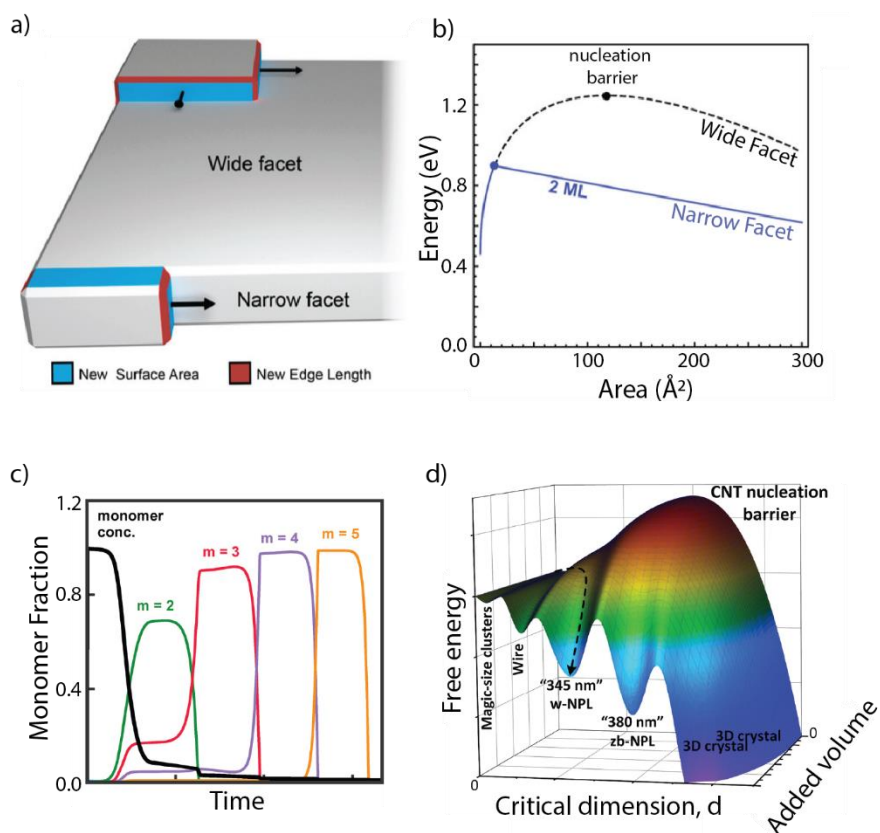 a)
Wide facet
Narrow facet
New Surface Area
New Edge Length
b)
nucleation
barrier
Wide Facet
2 ML
Narrow Facet
Energy (eV)
1.2
0.8
0.4
0.0
0
100
200
300
Area (Å²)
c)
1.2
0.8
0.4
0.0
monomer
conc.
m = 2
m = 3
m = 4
m = 5
Monomer Fraction
Time
d)
CNT nucleation
barrier
Free energy
Magic-size clusters
Wire
"345 nm"
w-NPL
"380 nm"
zb-NPL
3D crystal
3D crystal
0
0
Critical dimension, d
Added volume